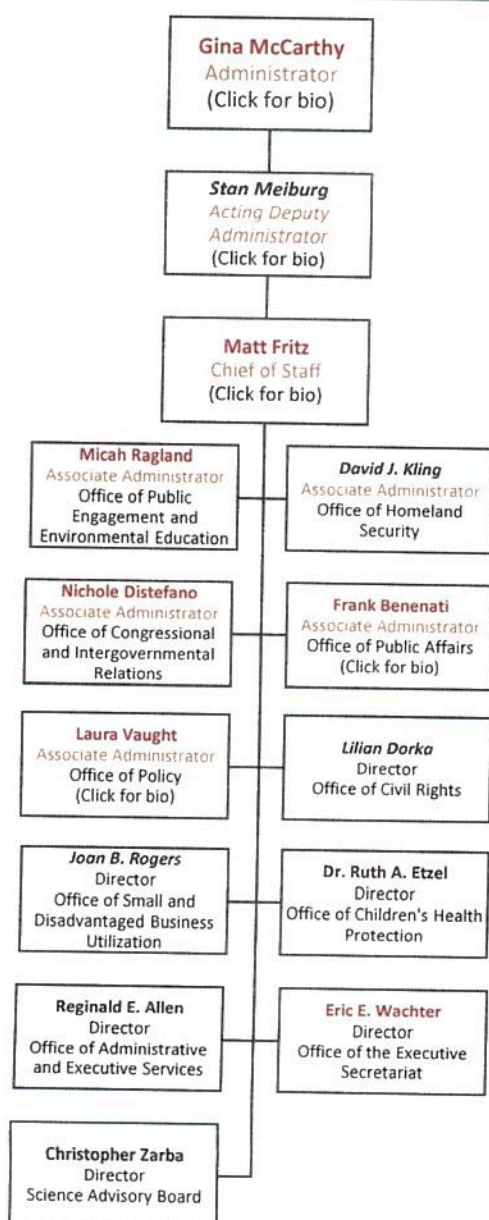 Gina McCarthy
Administrator
(Click for bio)
Stan Meiburg
Acting Deputy
Administrator
(Click for bio)
Matt Fritz
Chief of Staff
(Click for bio)
Micah Ragland
Associate Administrator
Office of Public
Engagement and
Environmental Education
David J. Kling
Associate Administrator
Office of Homeland
Security
Nichole Distefano
Associate Administrator
Office of Congressional
and Intergovernmental
Relations
Frank Benenati
Associate Administrator
Office of Public Affairs
(Click for bio)
Laura Vaught
Associate Administrator
Office of Policy
(Click for bio)
Lilian Dorka
Director
Office of Civil Rights
Joan B. Rogers
Director
Office of Small and
Disadvantaged Business
Utilization
Dr. Ruth A. Etzel
Director
Office of Children's Health
Protection
Reginald E. Allen
Director
Office of Administrative
and Executive Services
Eric E. Wachter
Director
Office of the Executive
Secretariat
Christopher Zarba
Director
Science Advisory Board